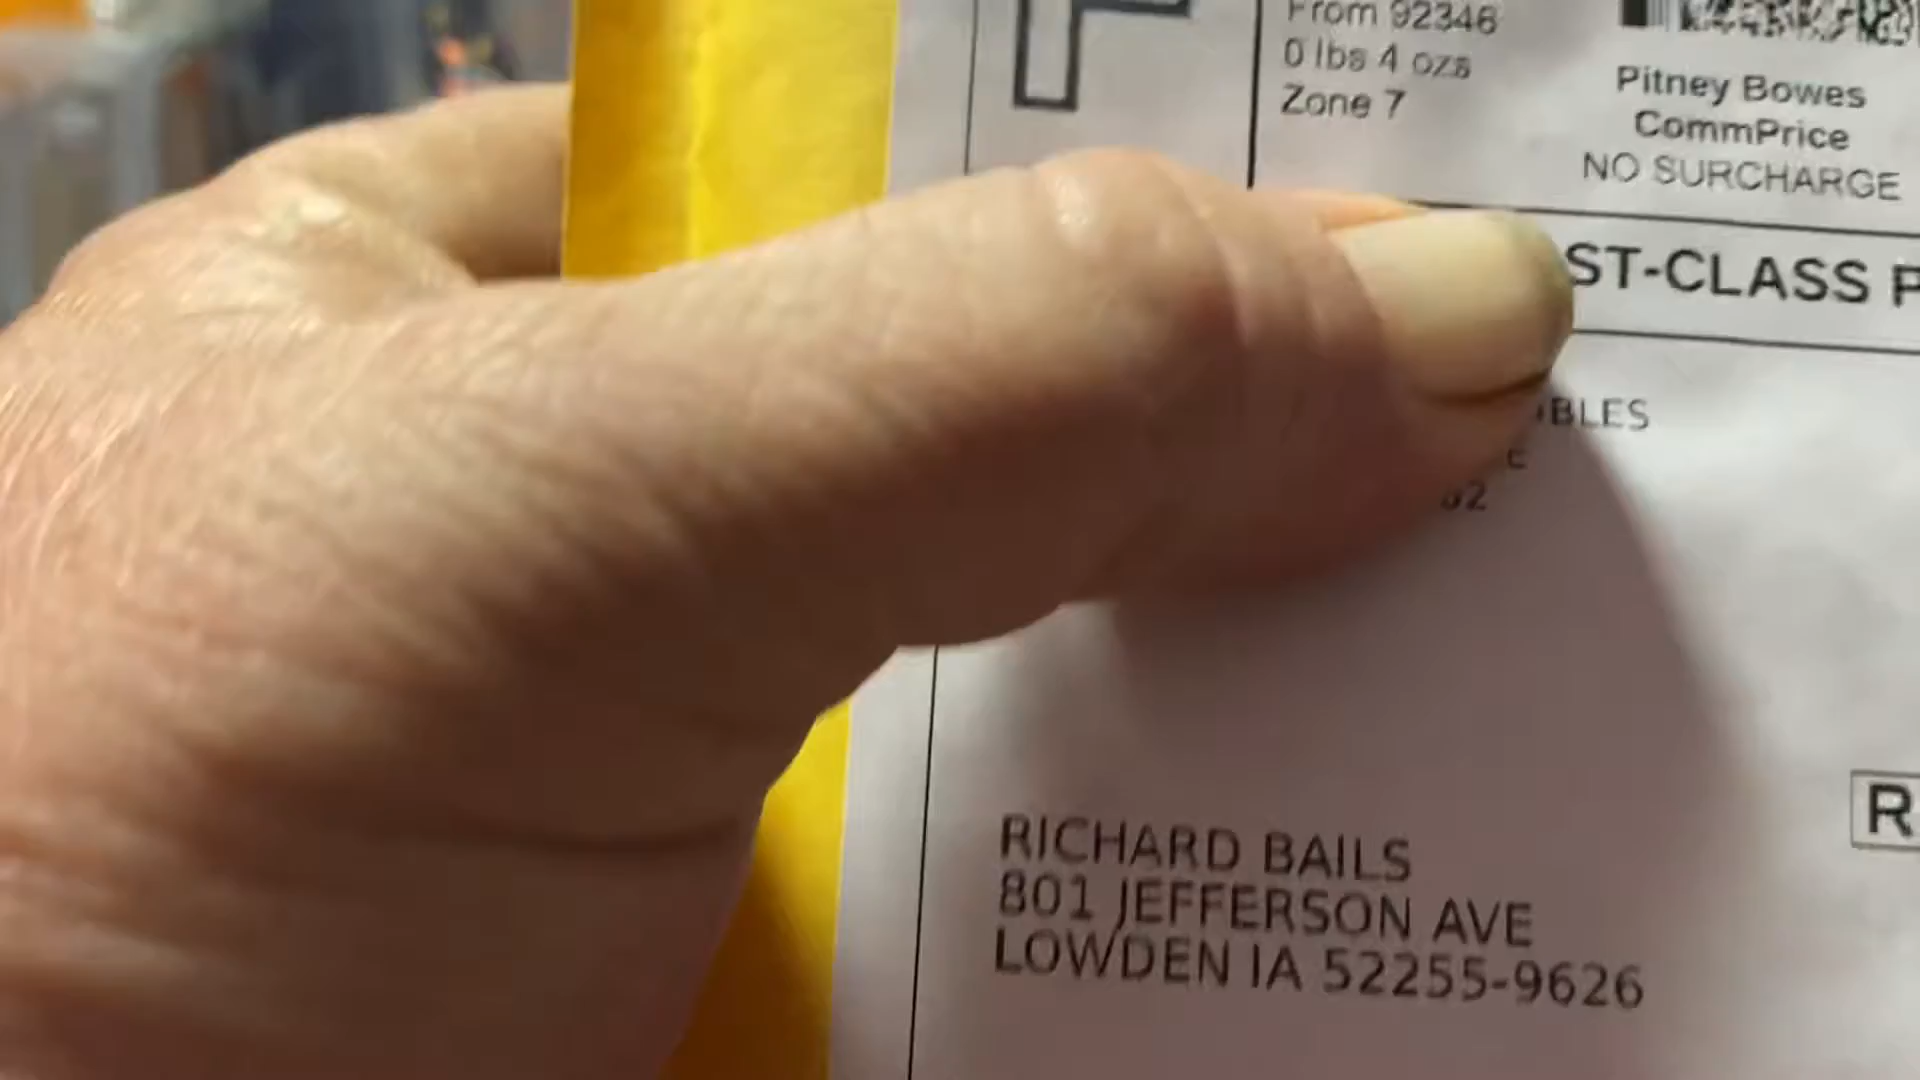 F
From 92346
0 lbs 4 ozs
Zone 7
Pitney Bowes
CommPrice
NO SURCHARGE
ST-CLASS P
BLES
RICHARD BAILS
801 JEFFERSON AVE
LOWDEN IA 52255-9626
R